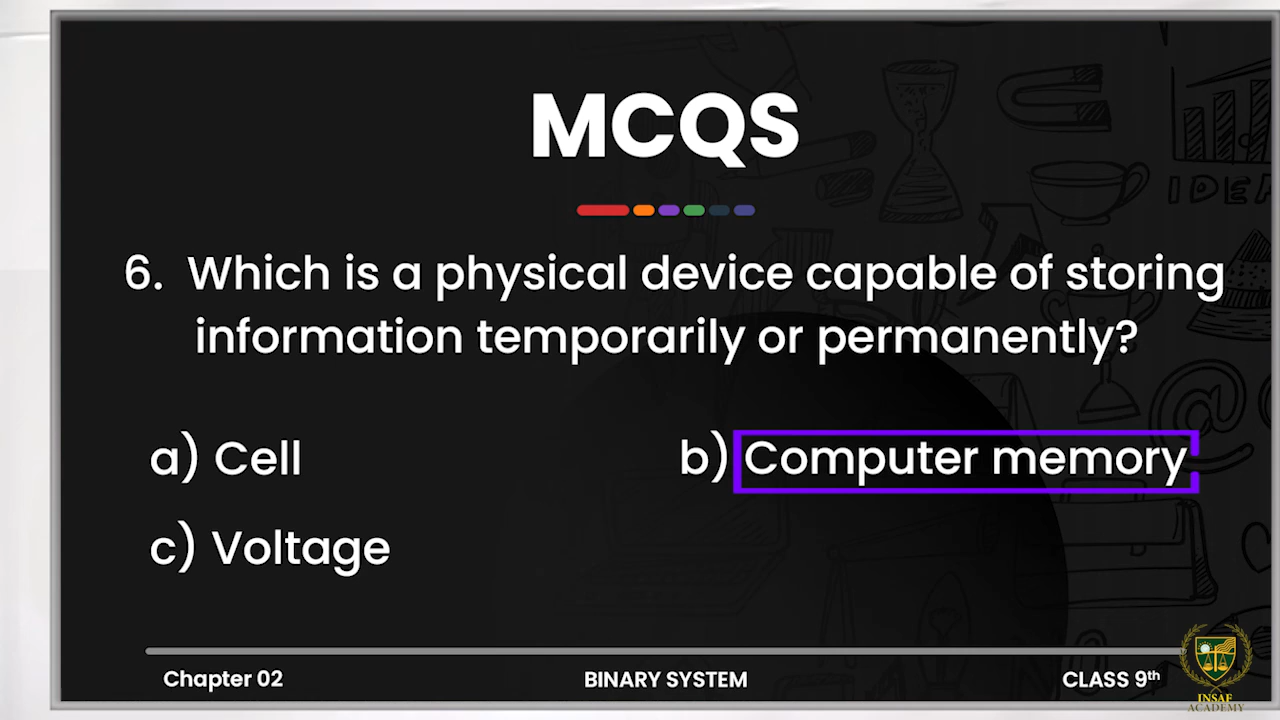 MCQS
6. Which is a physical device capable of storing
information temporarily or permanently?
a) Cell
b) Computer memory
c) Voltage
Chapter 02
BINARY SYSTEM
CLASS 9th
INSAF
ACADEMY
IDEA